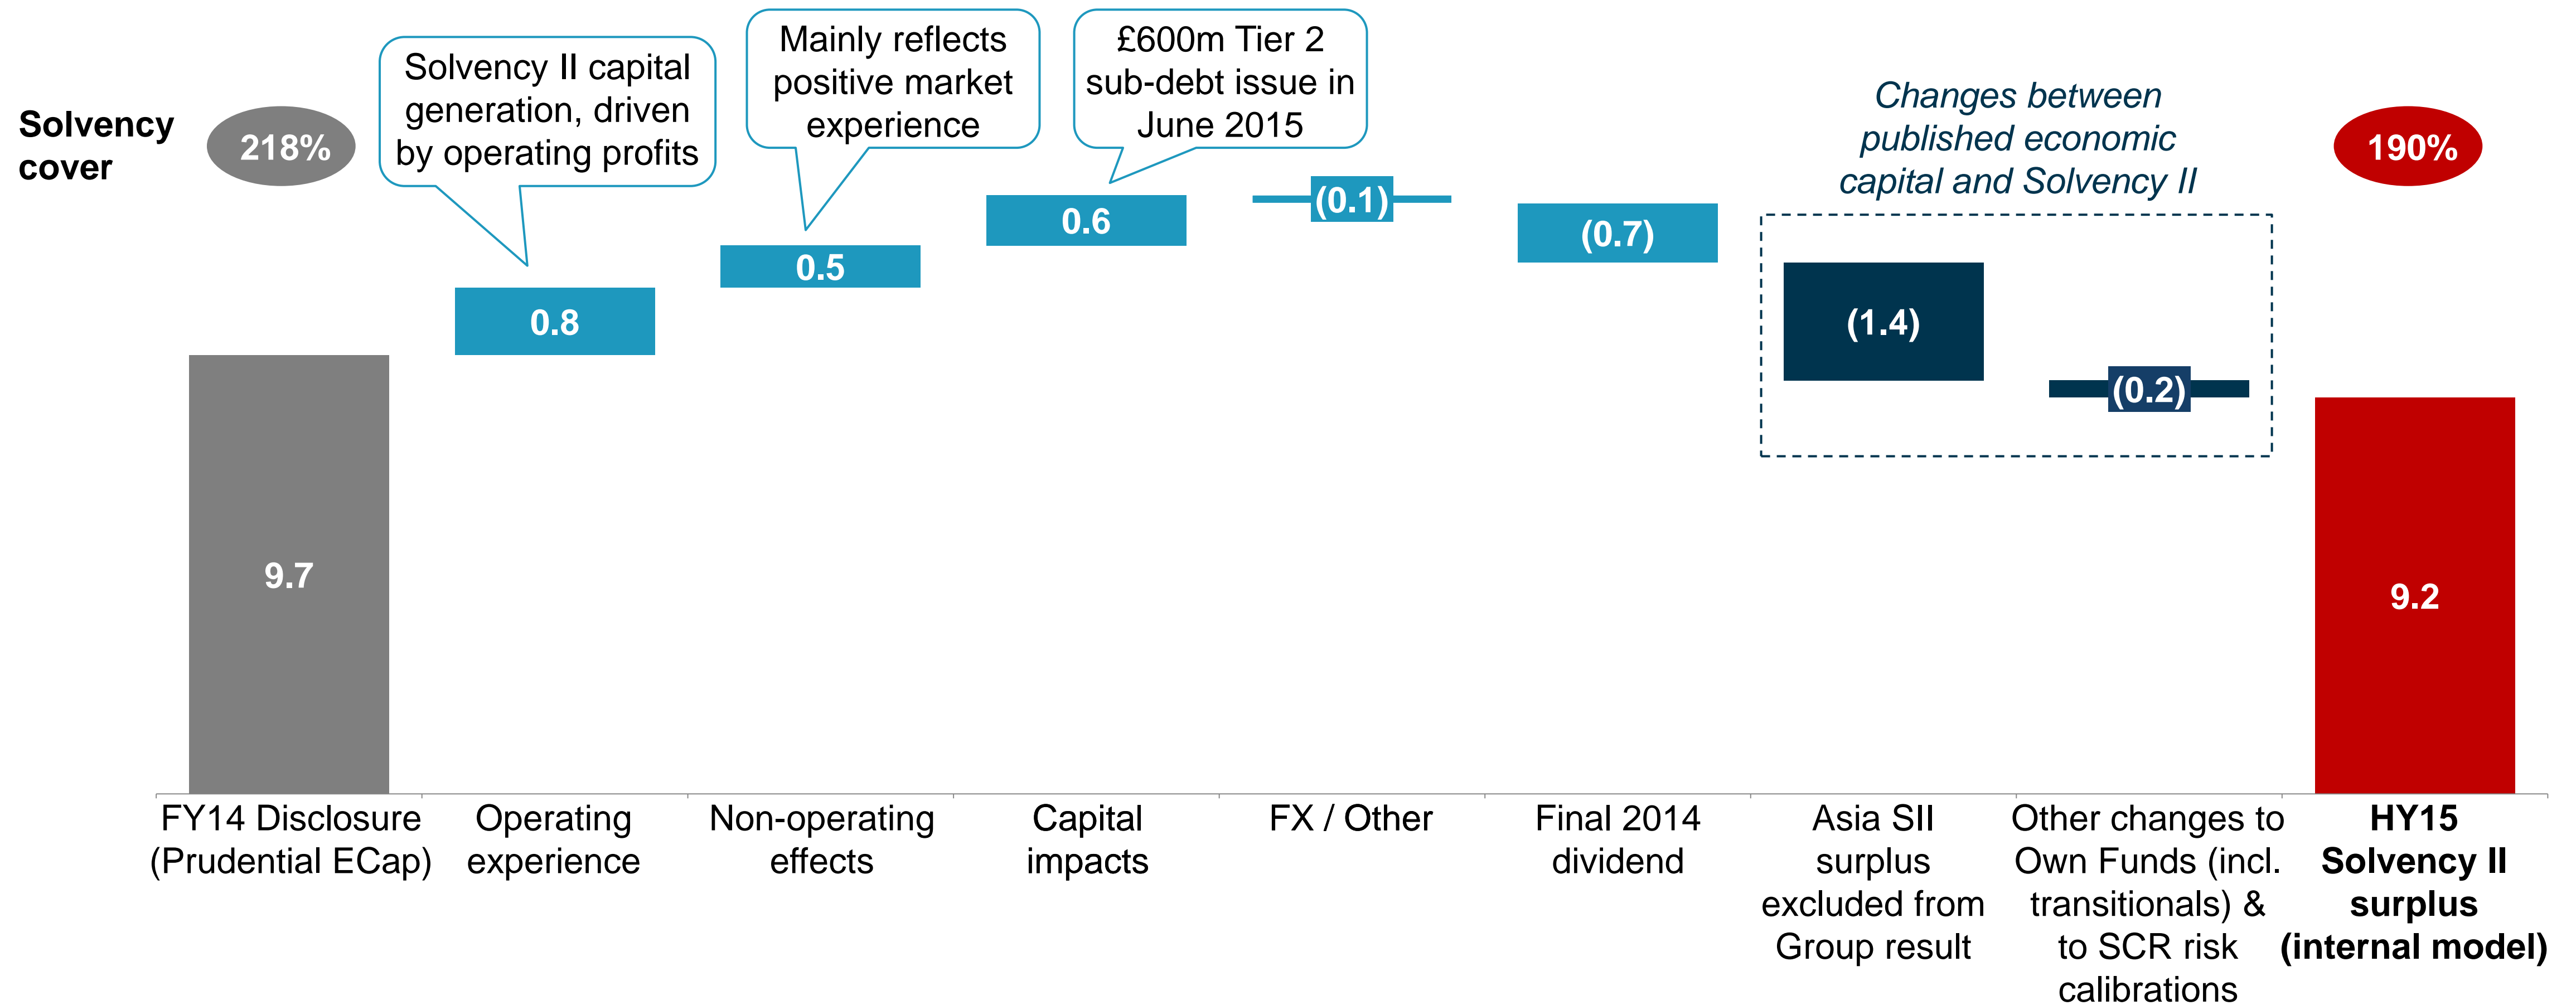 Solvency
cover
218%
Solvency II capital
generation, driven
by operating profits
Mainly reflects
positive market
experience
£600m Tier 2
sub-debt issue in
June 2015
Changes between
published economic
capital and Solvency II
190%
9.7
0.8
0.5
0.6
(0.1)
(0.7)
(1.4)
(0.2)
9.2
FY14 Disclosure
(Prudential ECap)
Operating
experience
Non-operating
effects
Capital
impacts
FX / Other
Final 2014
dividend
Asia SII
surplus
excluded from
Group result
Other changes to
Own Funds (incl.
transitionals) &
to SCR risk
calibrations
HY15
Solvency II
surplus
(internal model)